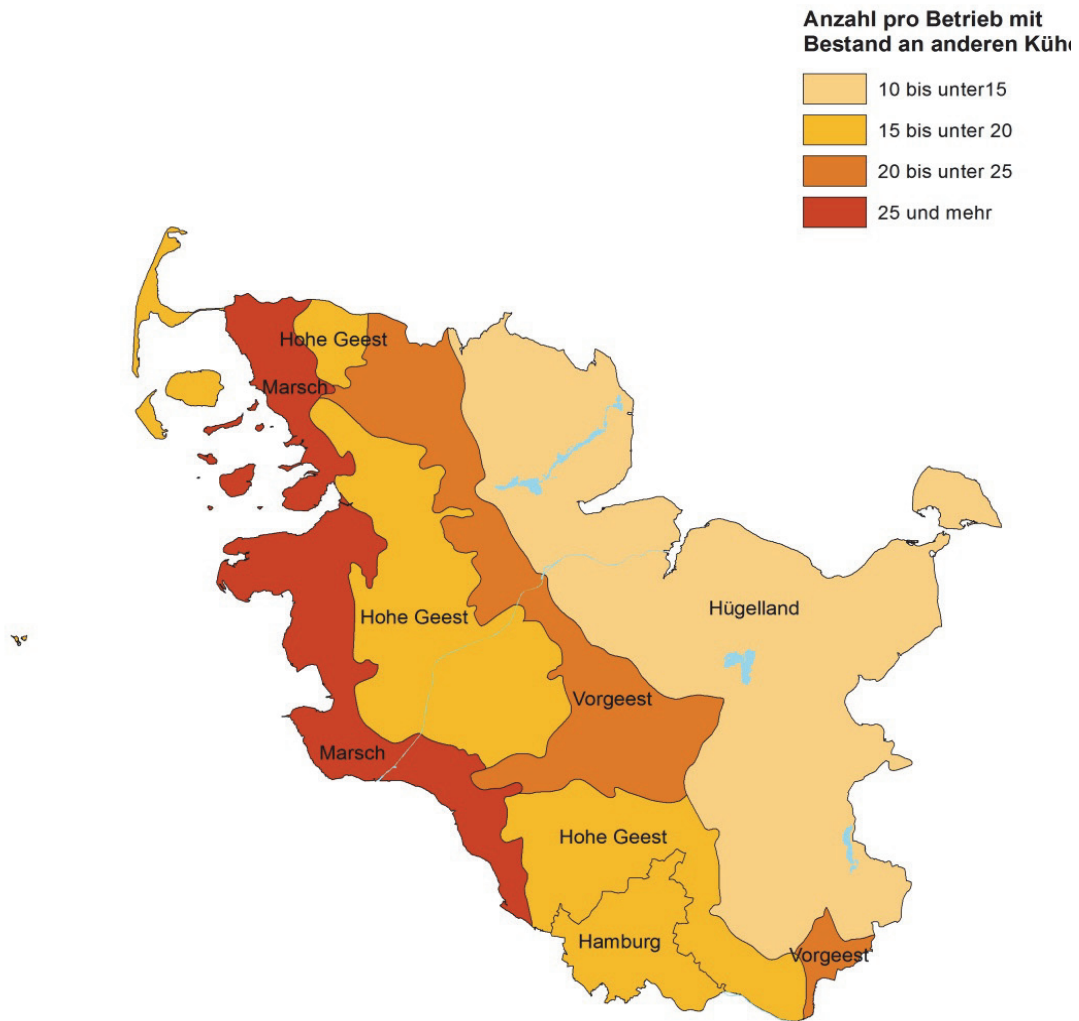 Anzahl pro Betrieb mit
Bestand an anderen Kühe
10 bis unter15
15 bis unter 20
20 bis unter 25
25 und mehr
Hohe Geest
Marsch
Hügelland
Hohe Geest
Vorgeest
Marsch
Hohe Geest
Hamburg
Vorgeest